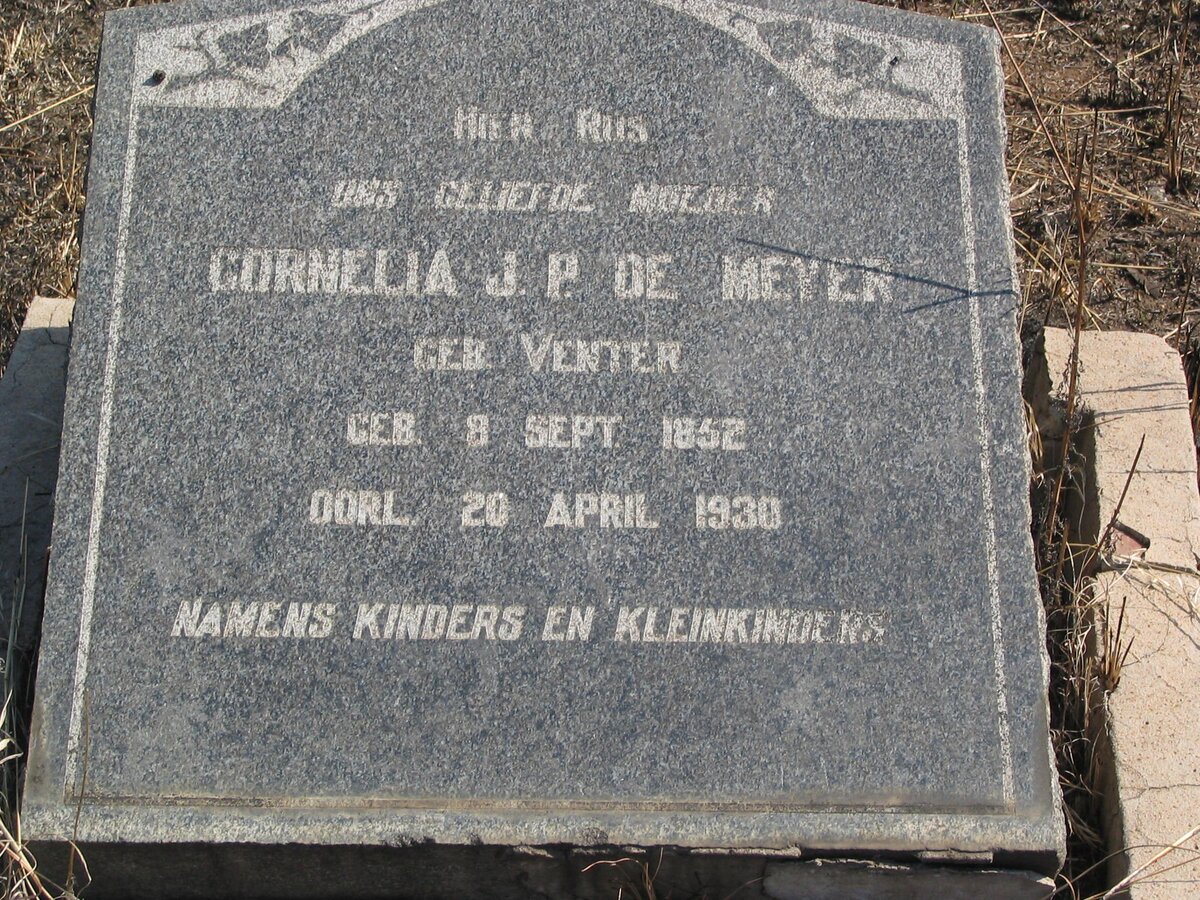 HIER RUS
ONS GELIEFDE MOEDER
CORNELIA J. P. DE MEYER
GEB. VENTER
GEB. 8 SEPT. 1852
OORL. 20 APRIL 1930
NAMENS KINDERS EN KLEINKINDERS